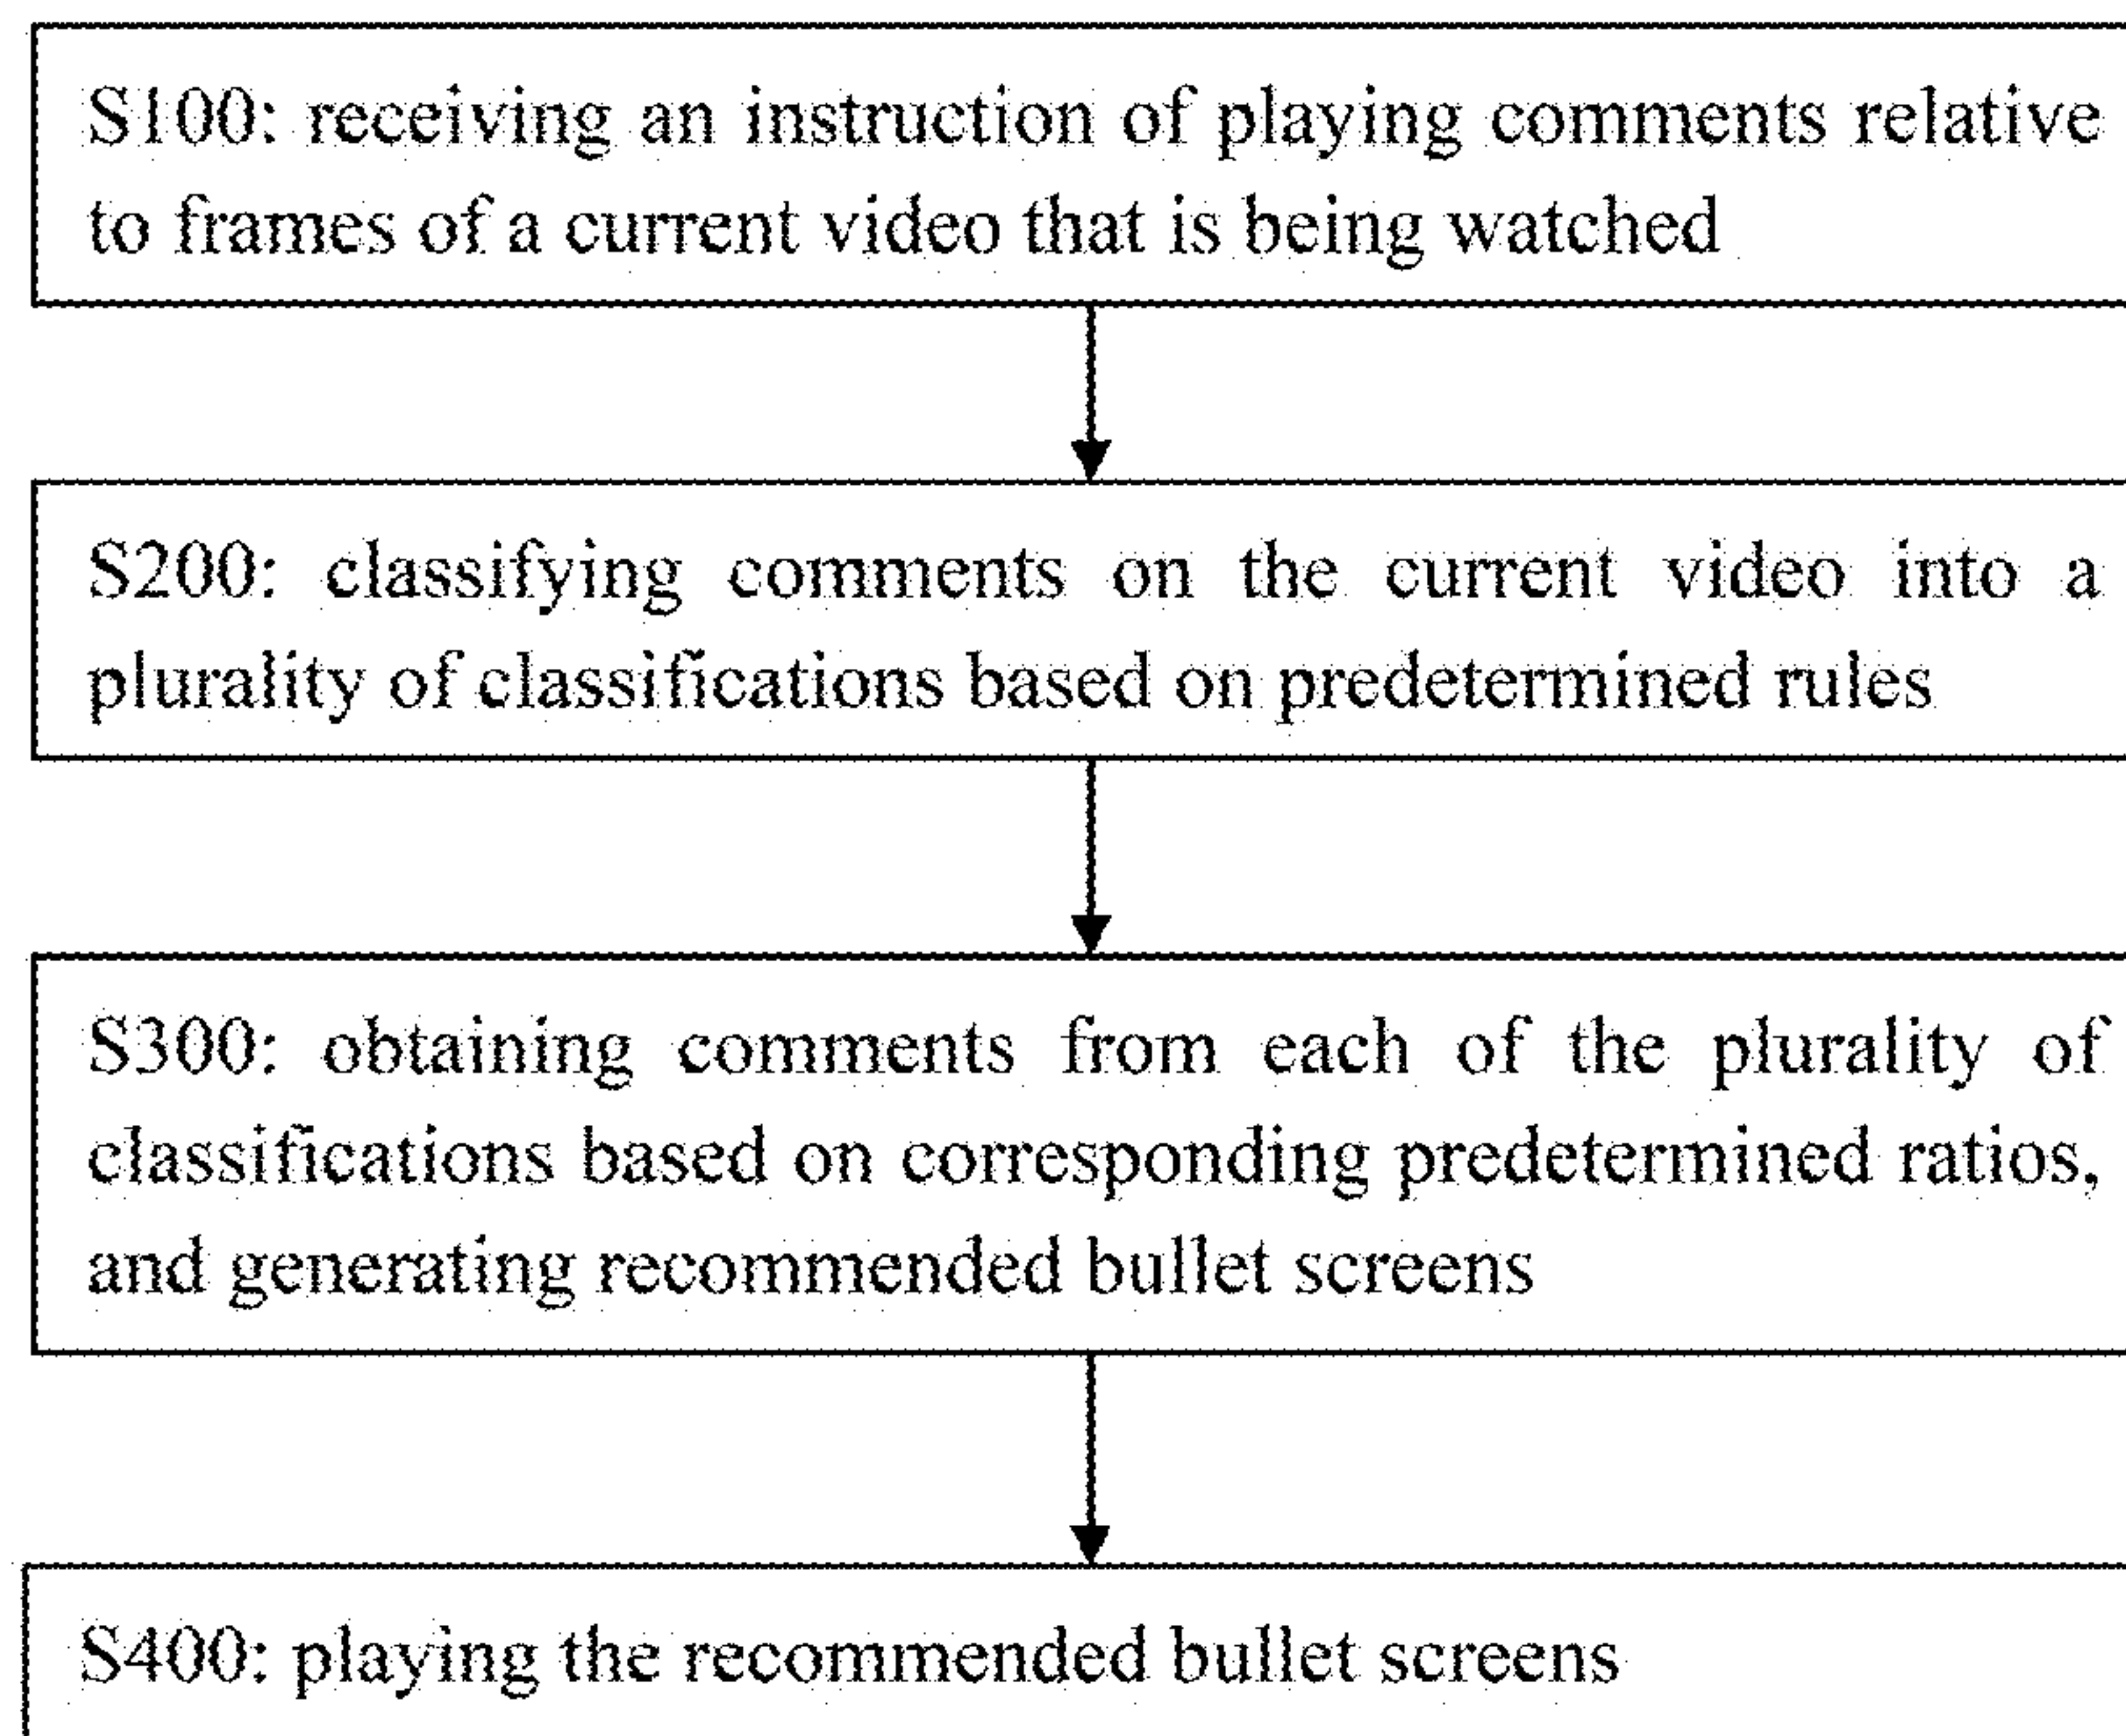 S100: receiving an instruction of playing comments relative
to frames of a current video that is being watched
S200: classifying comments on the current video into a
plurality of classifications based on predetermined rules
S300: obtaining comments from each of the plurality of
classifications based on corresponding predetermined ratios,
and generating recommended bullet screens
S400: playing the recommended bullet screens